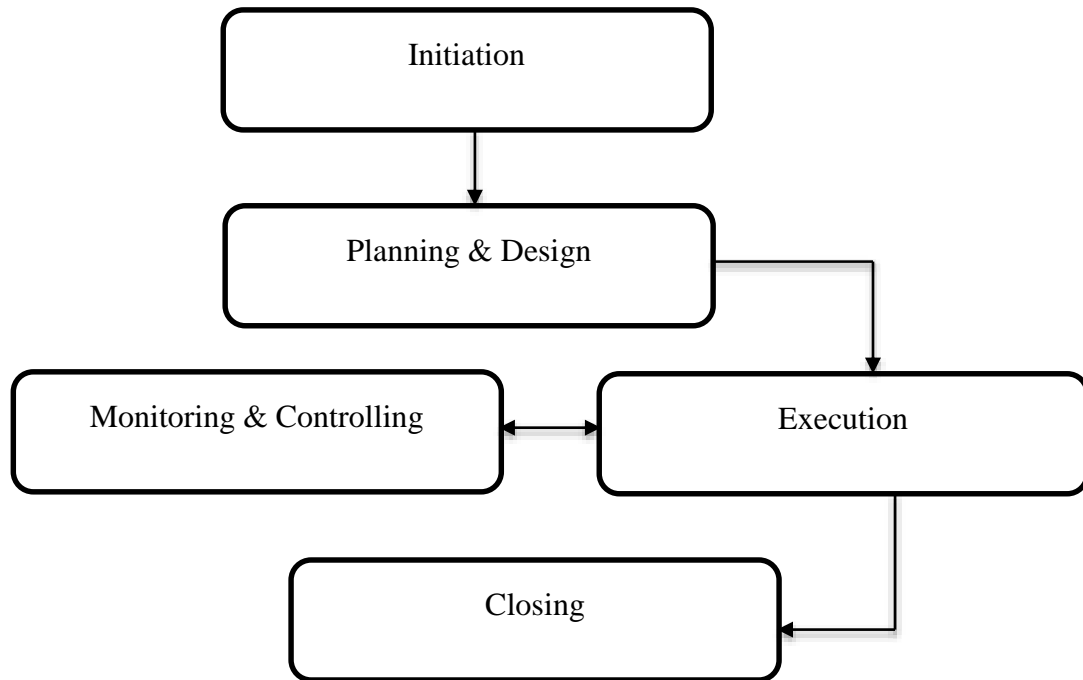 Initiation
Planning & Design
Monitoring & Controlling
Execution
Closing